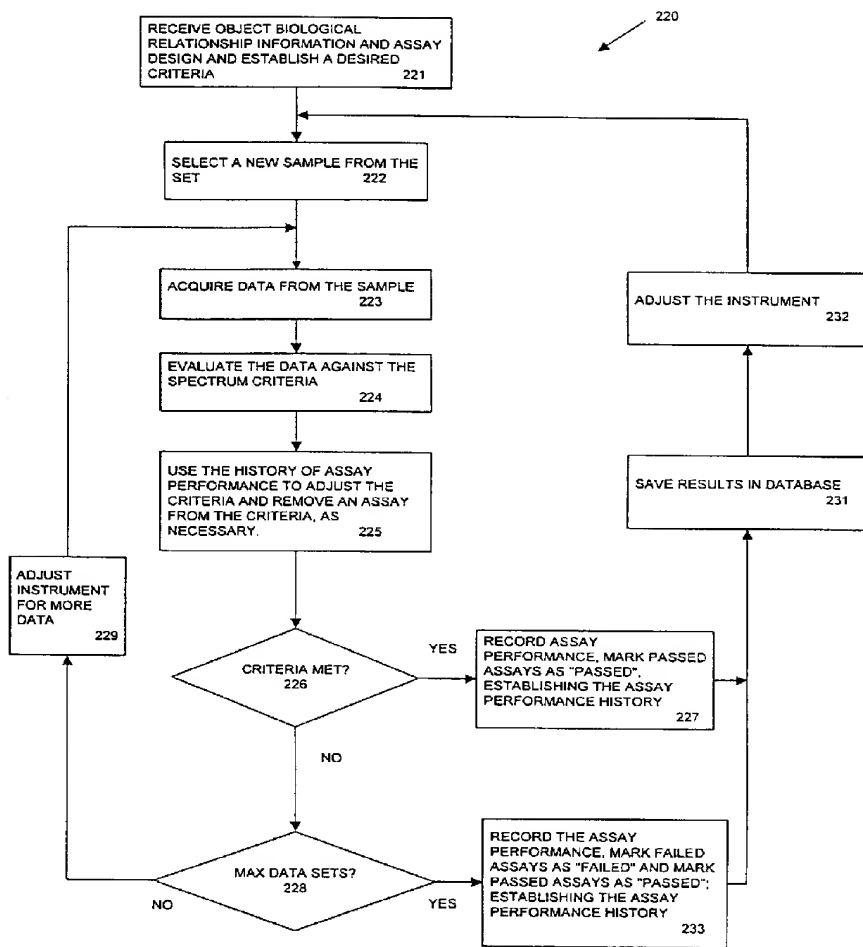 220
RECEIVE OBJECT BIOLOGICAL
RELATIONSHIP INFORMATION AND ASSAY
DESIGN AND ESTABLISH A DESIRED
CRITERIA 221
SELECT A NEW SAMPLE FROM THE
SET 222
ACQUIRE DATA FROM THE SAMPLE
223
EVALUATE THE DATA AGAINST THE
SPECTRUM CRITERIA
224
USE THE HISTORY OF ASSAY
PERFORMANCE TO ADJUST THE
CRITERIA AND REMOVE AN ASSAY
FROM THE CRITERIA, AS
NECESSARY. 225
ADJUST THE INSTRUMENT
232
SAVE RESULTS IN DATABASE
231
ADJUST
INSTRUMENT
FOR MORE
DATA
229
CRITERIA MET?
226
YES
RECORD ASSAY
PERFORMANCE, MARK PASSED
ASSAYS AS "PASSED",
ESTABLISHING THE ASSAY
PERFORMANCE HISTORY
227
NO
MAX DATA SETS?
228
NO
YES
RECORD THE ASSAY
PERFORMANCE, MARK FAILED
ASSAYS AS "FAILED" AND MARK
PASSED ASSAYS AS "PASSED";
ESTABLISHING THE ASSAY
PERFORMANCE HISTORY
233